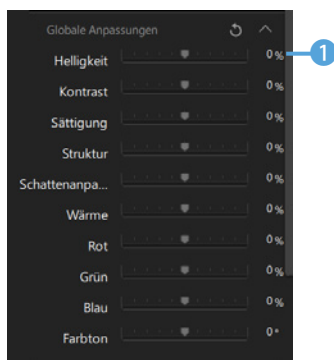 Globale Anpassungen
Helligkeit 0 % 1
Kontrast 0 %
Sättigung 0 %
Struktur 0 %
Schattenanpa... 0 %
Wärme 0 %
Rot 0 %
Grün 0 %
Blau 0 %
Farbton 0 °